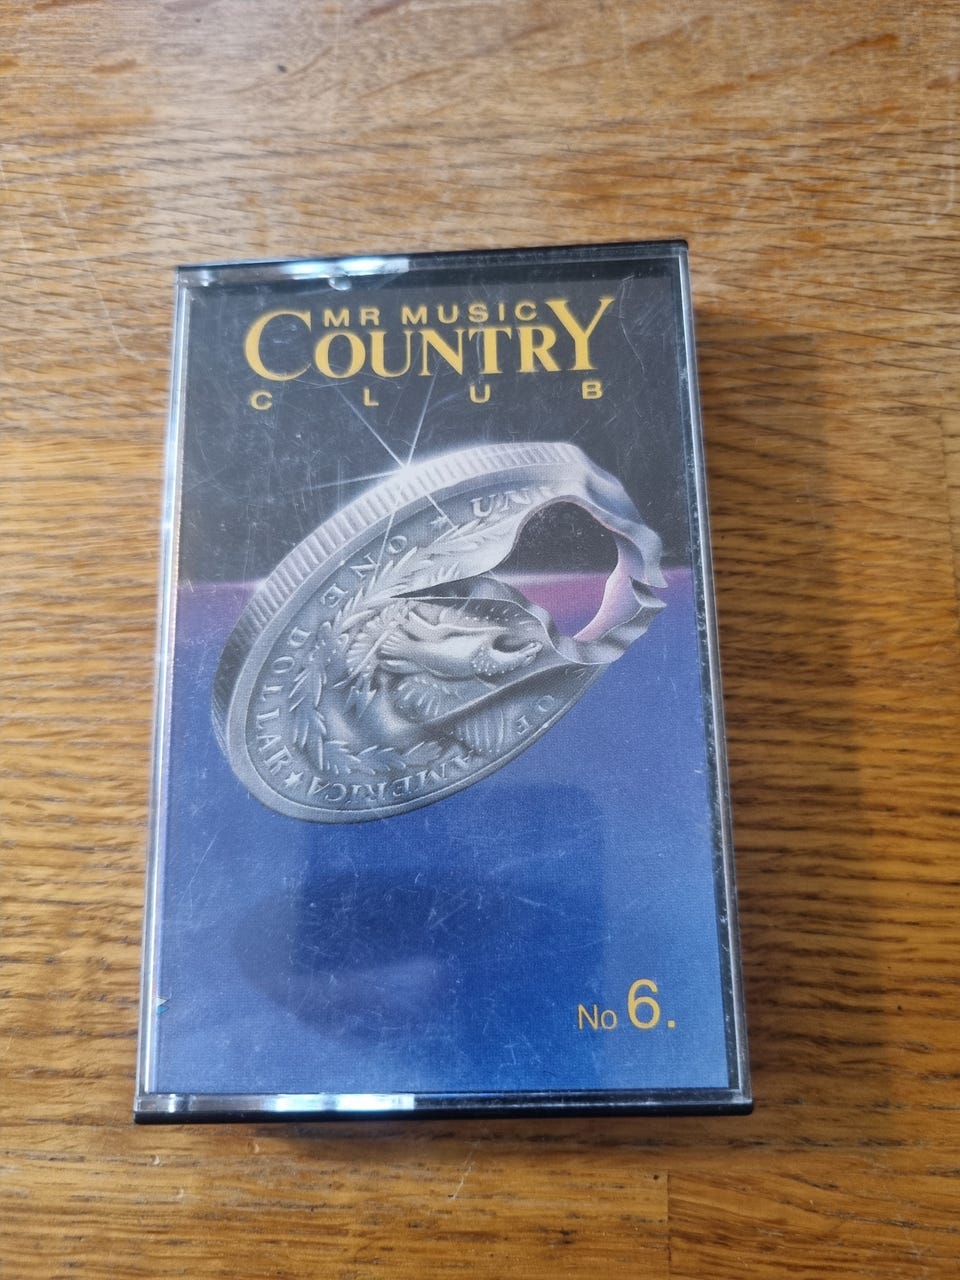 MR MUSIC
COUNTRY
CLUB
UN
ONE DOLLAR ★ AMERICA
OF
No 6.